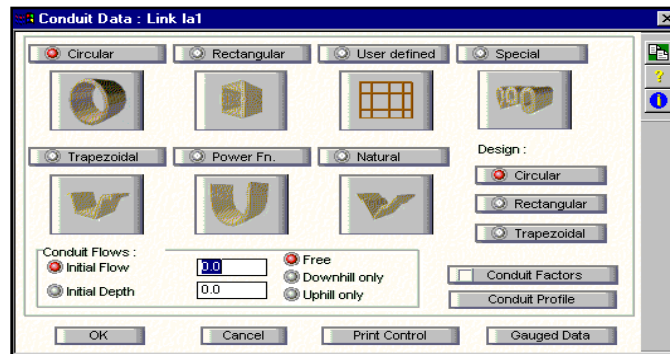 Conduit Data : Link la1
Circular Rectangular User defined Special
Trapezoidal Power Fn. Natural
Design :
Circular
Rectangular
Trapezoidal
Conduit Flows :
Initial Flow 0.0 Free
Downhill only
Initial Depth 0.0 Uphill only
Conduit Factors
Conduit Profile
OK Cancel Print Control Gauged Data